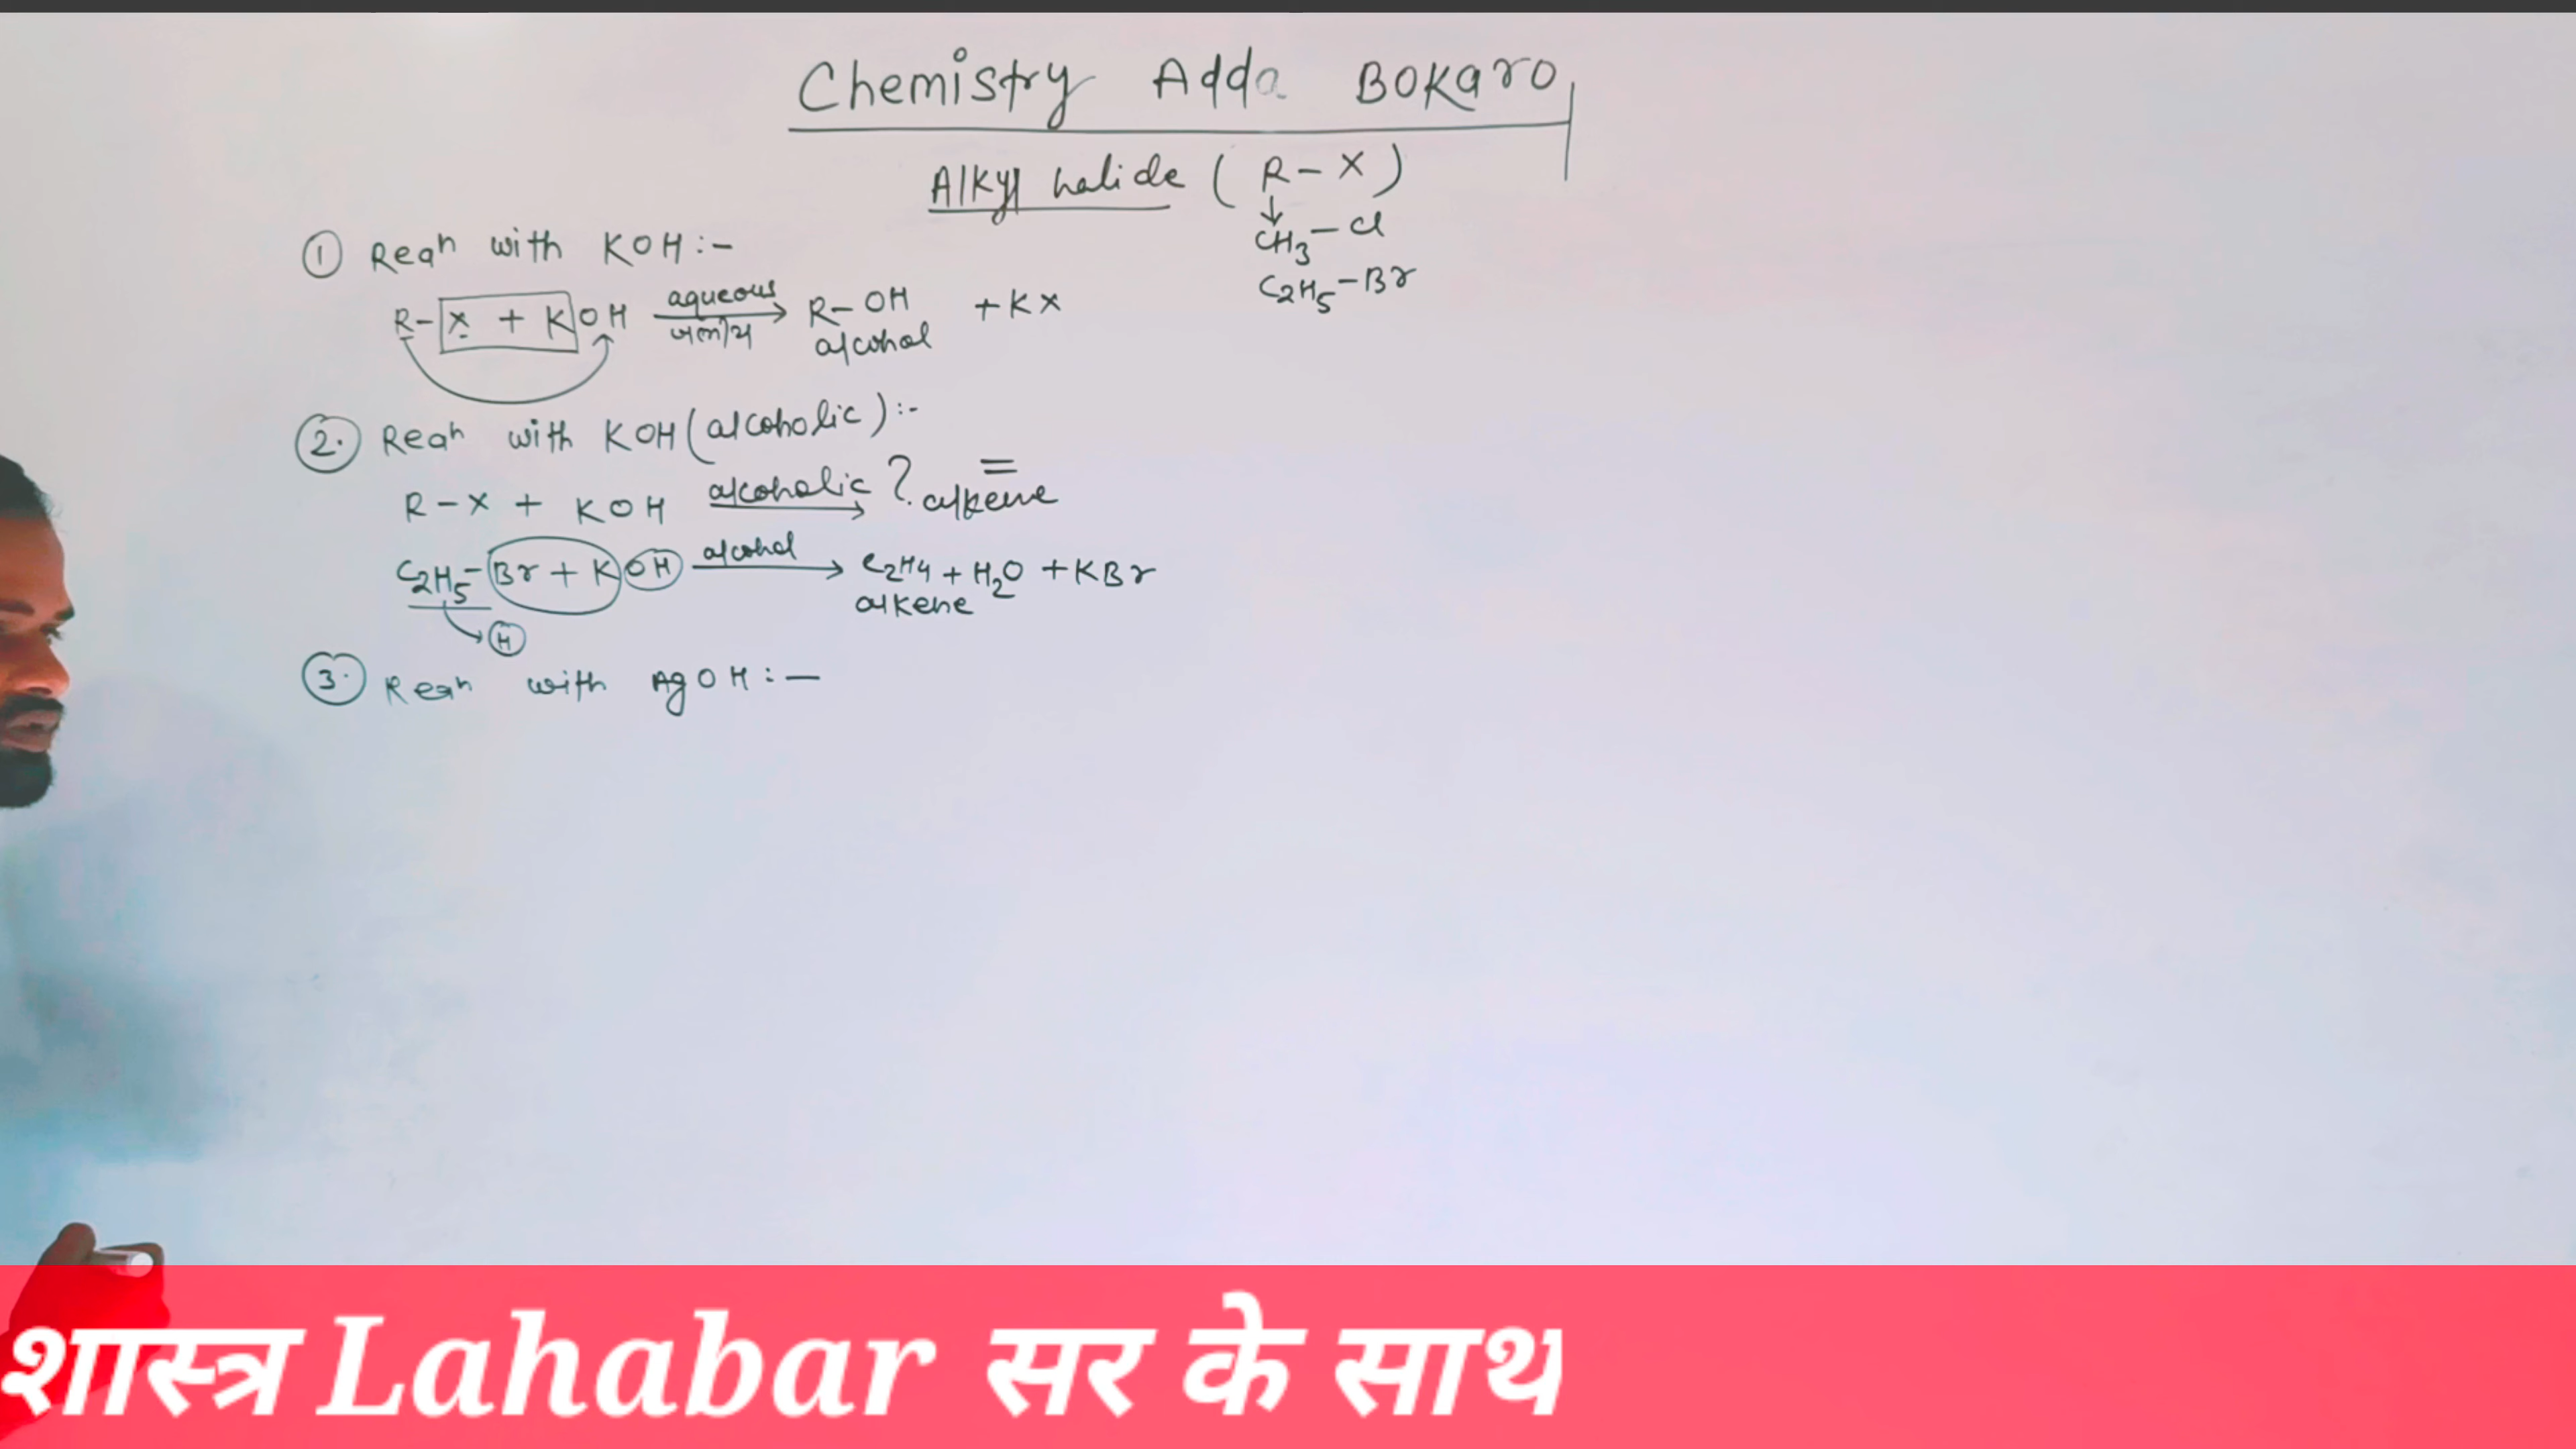 Chemistry Adda BOKaro
Alkyl halide ( R - X )
↓
CH3 - Cl
C2H5 - Br
① Reaⁿ with KOH :-
R - X + KOH aqueous जलीय → R - OH + KX
alcohol
2. Reaⁿ with KOH (alcoholic) :-
R - X + KOH alcoholic → ? alkene =
C2H5 - Br + KOH alcohol → C2H4 + H2O + KBr
alkene
H
3. Reaⁿ with AgOH : —
शास्त्र Lahabar सर के साथ